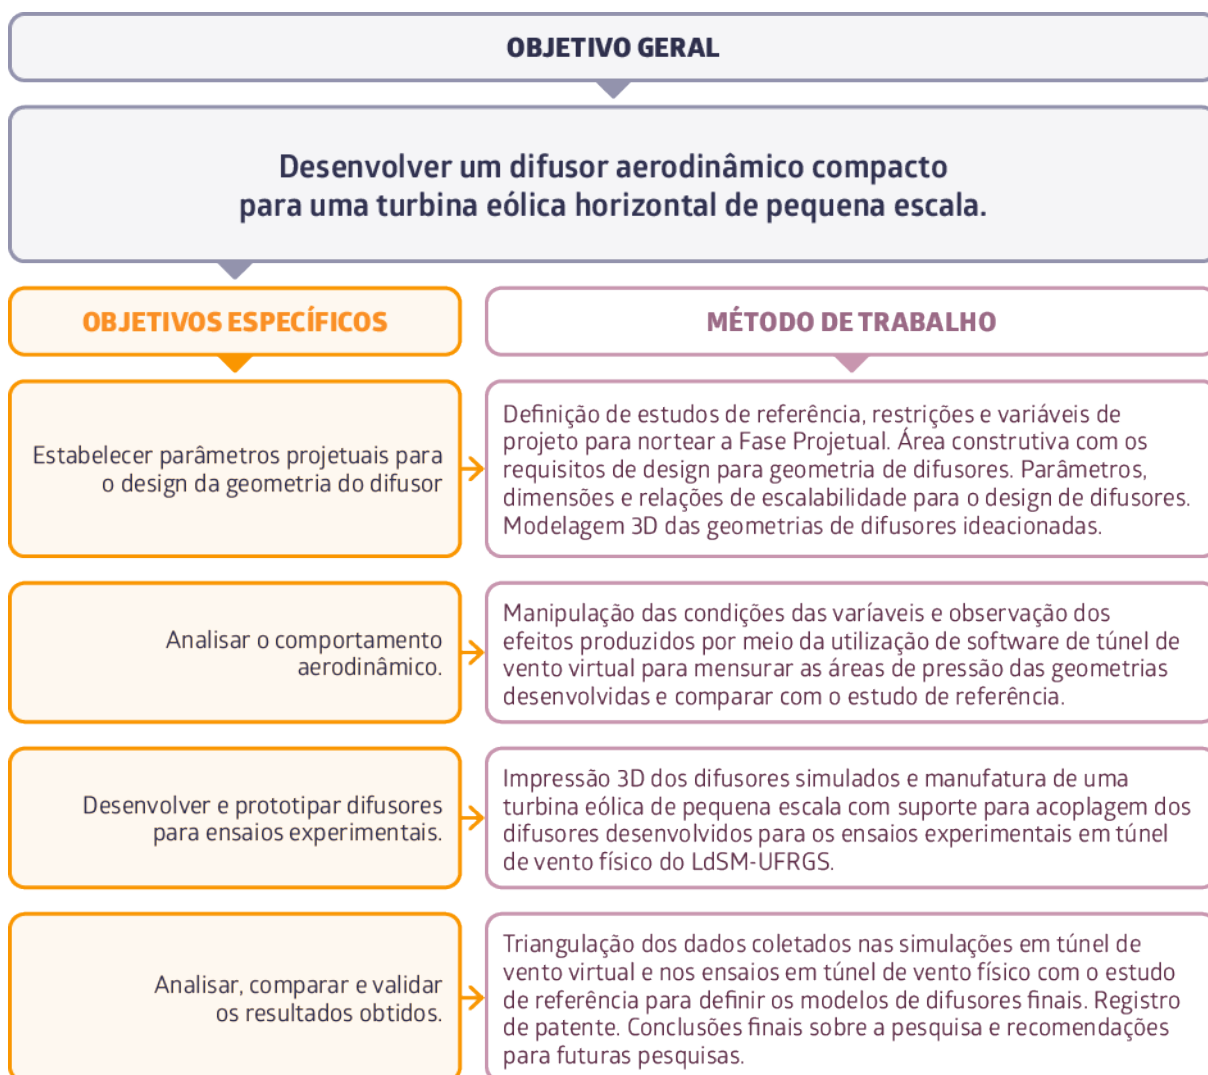 OBJETIVO GERAL
Desenvolver um difusor aerodinâmico compacto
para uma turbina eólica horizontal de pequena escala.
OBJETIVOS ESPECÍFICOS
MÉTODO DE TRABALHO
Estabelecer parâmetros projetuais para
o design da geometria do difusor
Definição de estudos de referência, restrições e variáveis de
projeto para nortear a Fase Projetual. Área construtiva com os
requisitos de design para geometria de difusores. Parâmetros,
dimensões e relações de escalabilidade para o design de difusores.
Modelagem 3D das geometrias de difusores ideacionadas.
Analisar o comportamento
aerodinâmico.
Manipulação das condições das varíaveis e observação dos
efeitos produzidos por meio da utilização de software de túnel de
vento virtual para mensurar as áreas de pressão das geometrias
desenvolvidas e comparar com o estudo de referência.
Desenvolver e prototipar difusores
para ensaios experimentais.
Impressão 3D dos difusores simulados e manufatura de uma
turbina eólica de pequena escala com suporte para acoplagem dos
difusores desenvolvidos para os ensaios experimentais em túnel
de vento físico do LdSM-UFRGS.
Analisar, comparar e validar
os resultados obtidos.
Triangulação dos dados coletados nas simulações em túnel de
vento virtual e nos ensaios em túnel de vento físico com o estudo
de referência para definir os modelos de difusores finais. Registro
de patente. Conclusões finais sobre a pesquisa e recomendações
para futuras pesquisas.